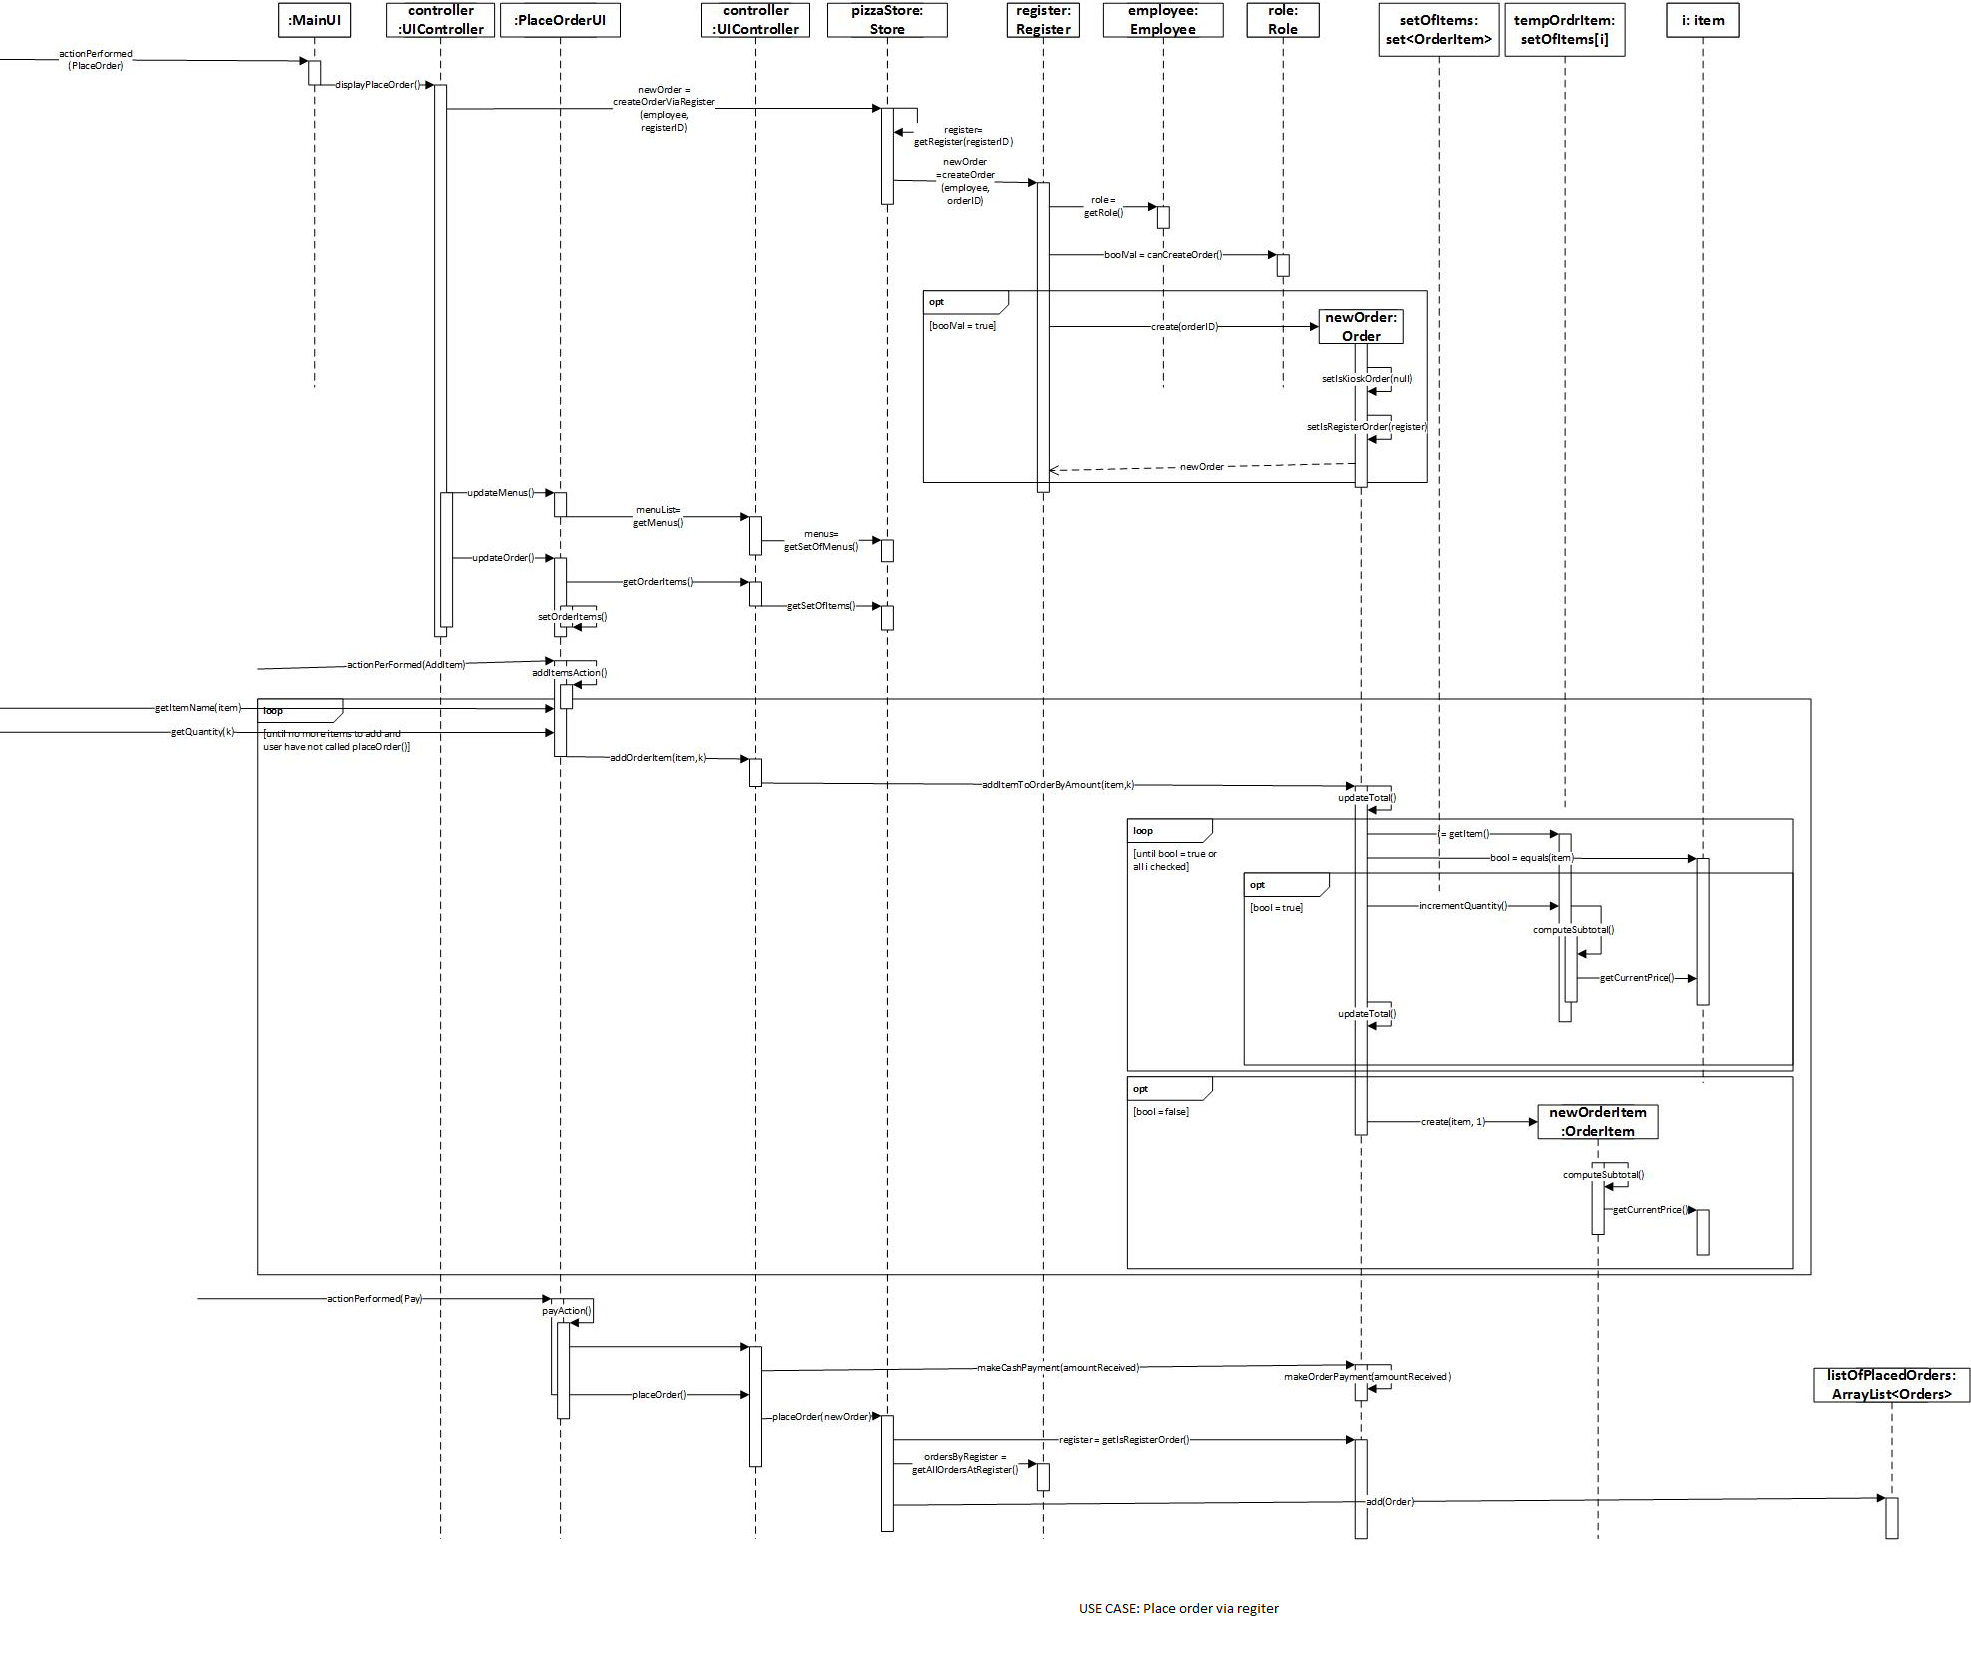 :MainUI
controller
:UIController
:PlaceOrderUI
controller
:UIController
pizzaStore:
Store
register:
Register
employee:
Employee
role:
Role
setOfItems:
set<OrderItem>
tempOrdrItem:
setOfItems[i]
i: item
actionPerformed
(PlaceOrder)
displayPlaceOrder()
newOrder =
createOrderViaRegister
(employee,
registerID)
register=
getRegister(registerID)
newOrder
=createOrder
(employee,
orderID)
role =
getRole()
boolVal = canCreateOrder()
opt
[boolVal = true]
create(orderID)
newOrder:
Order
setIsKioskOrder(null)
setIsRegisterOrder(register)
newOrder
updateMenus()
menuList=
getMenus()
menus=
getSetOfMenus()
updateOrder()
getOrderItems()
getSetOfItems()
setOrderItems()
actionPerFormed(AddItem)
addItemsAction()
getItemName(item)
loop
getQuantity(k)
[until no more items to add and
user have not called placeOrder()]
addOrderItem(item,k)
addItemToOrderByAmount(item,k)
updateTotal()
loop
[until bool = true or
all i checked]
i = getItem()
bool = equals(item)
opt
[bool = true]
incrementQuantity()
computeSubtotal()
getCurrentPrice()
updateTotal()
opt
[bool = false]
create(item, 1)
newOrderItem
:OrderItem
computeSubtotal()
getCurrentPrice()
actionPerformed(Pay)
payAction()
makeCashPayment(amountReceived)
makeOrderPayment(amountReceived)
listOfPlacedOrders:
ArrayList<Orders>
placeOrder()
placeOrder(newOrder)
register = getIsRegisterOrder()
ordersByRegister =
getAllOrdersAtRegister()
add(Order)
USE CASE: Place order via regiter